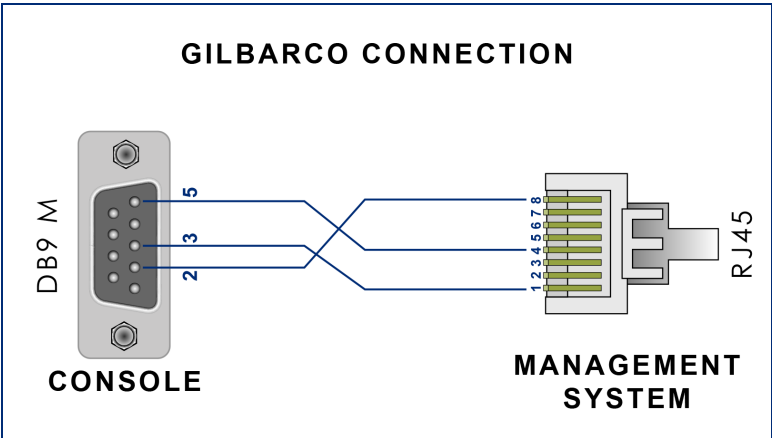 GILBARCO CONNECTION
DB9 M
5
3
2
8
7
6
5
4
3
2
1
RJ45
CONSOLE
MANAGEMENT
SYSTEM